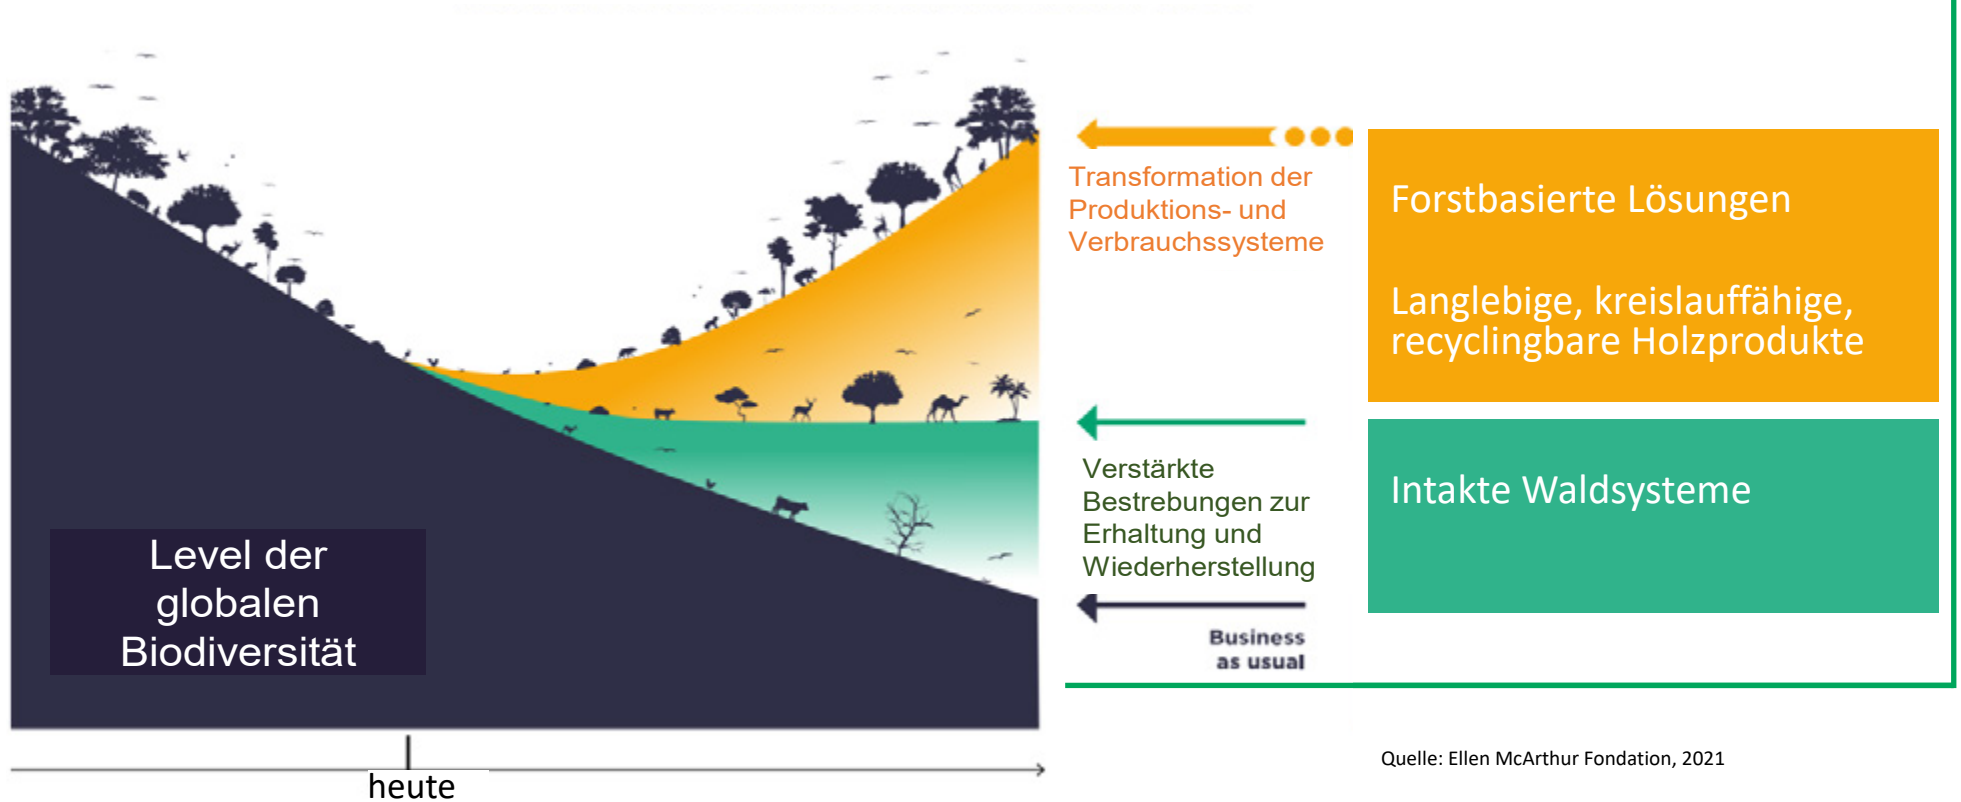 Transformation der
Produktions- und
Verbrauchssysteme
Forstbasierte Lösungen
Langlebige, kreislauffähige,
recyclingbare Holzprodukte
Verstärkte
Bestrebungen zur
Erhaltung und
Wiederherstellung
Intakte Waldsysteme
Level der
globalen
Biodiversität
Business
as usual
heute
Quelle: Ellen McArthur Fondation, 2021